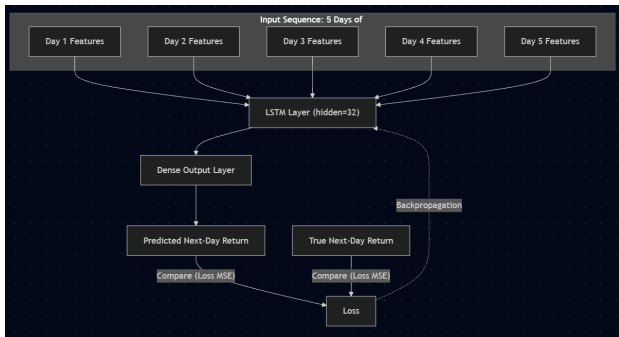 Input Sequence: 5 Days of
Day 1 Features
Day 2 Features
Day 3 Features
Day 4 Features
Day 5 Features
LSTM Layer (hidden=32)
Dense Output Layer
Backpropagation
Predicted Next-Day Return
True Next-Day Return
Compare (Loss MSE)
Compare (Loss MSE)
Loss